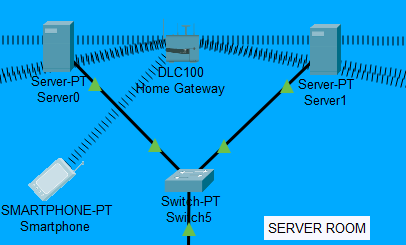 Server-PT
Server0
DLC100
Home Gateway
Server-PT
Server1
SMARTPHONE-PT
Smartphone
Switch-PT
Switch5
SERVER ROOM